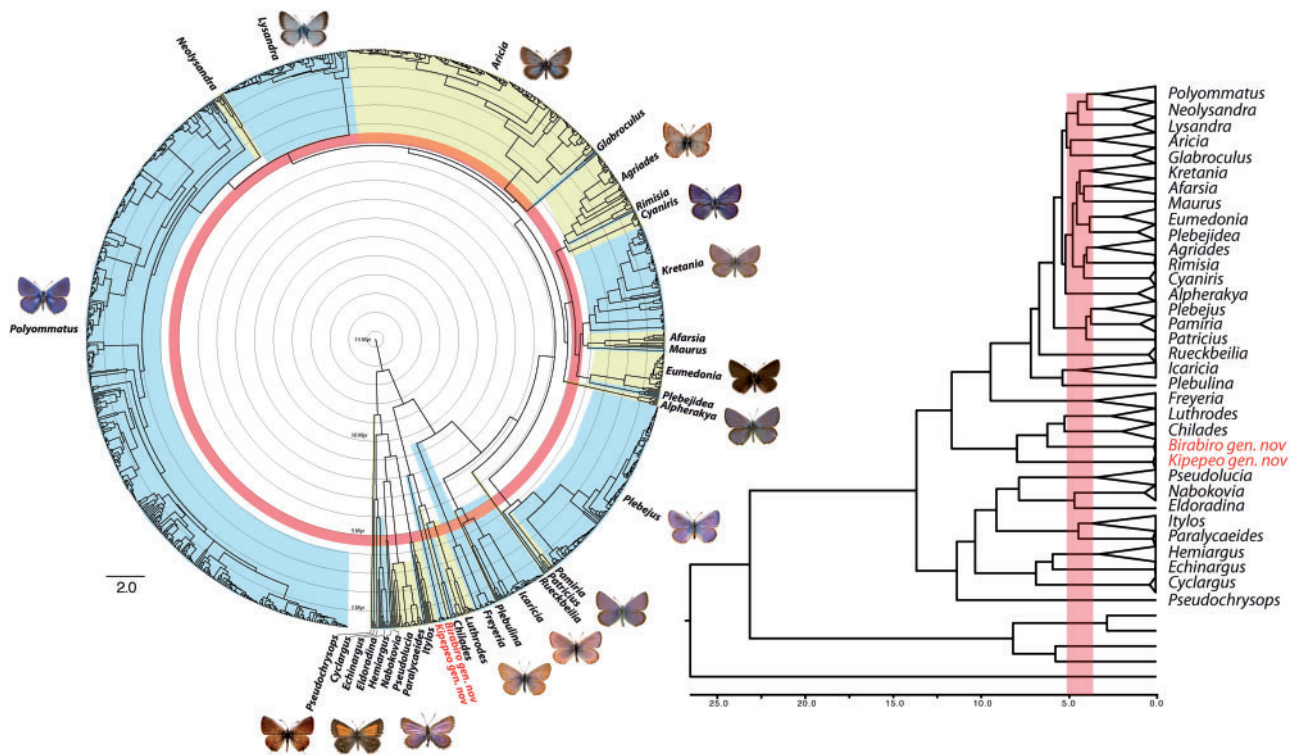 Neolysandra
Lysandra
Aricia
Glabroculus
Agriades
Rimisia
Cyaniris
Kretania
Polyommatus
Afarsia
Maurus
Eumedonia
Plebejidea
Alpherakya
Plebejus
Pamiria
Patricius
Rueckbeilia
Icaricia
Plebulina
Freyeria
Luthrodes
Chilades
Birabiro gen. nov
Kipepeo gen. nov
Itylos
Paralycaeides
Pseudolucia
Nabokovia
Hemiargus
Eldoradina
Echinargus
Cyclargus
Pseudochrysops
10 Myr
5 Myr
2.0
Polyommatus
Neolysandra
Lysandra
Aricia
Glabroculus
Kretania
Afarsia
Maurus
Eumedonia
Plebejidea
Agriades
Rimisia
Cyaniris
Alpherakya
Plebejus
Pamiria
Patricius
Rueckbeilia
Icaricia
Plebulina
Freyeria
Luthrodes
Chilades
Birabiro gen. nov
Kipepeo gen. nov
Pseudolucia
Nabokovia
Eldoradina
Itylos
Paralycaeides
Hemiargus
Echinargus
Cyclargus
Pseudochrysops
25.0 20.0 15.0 10.0 5.0 0.0